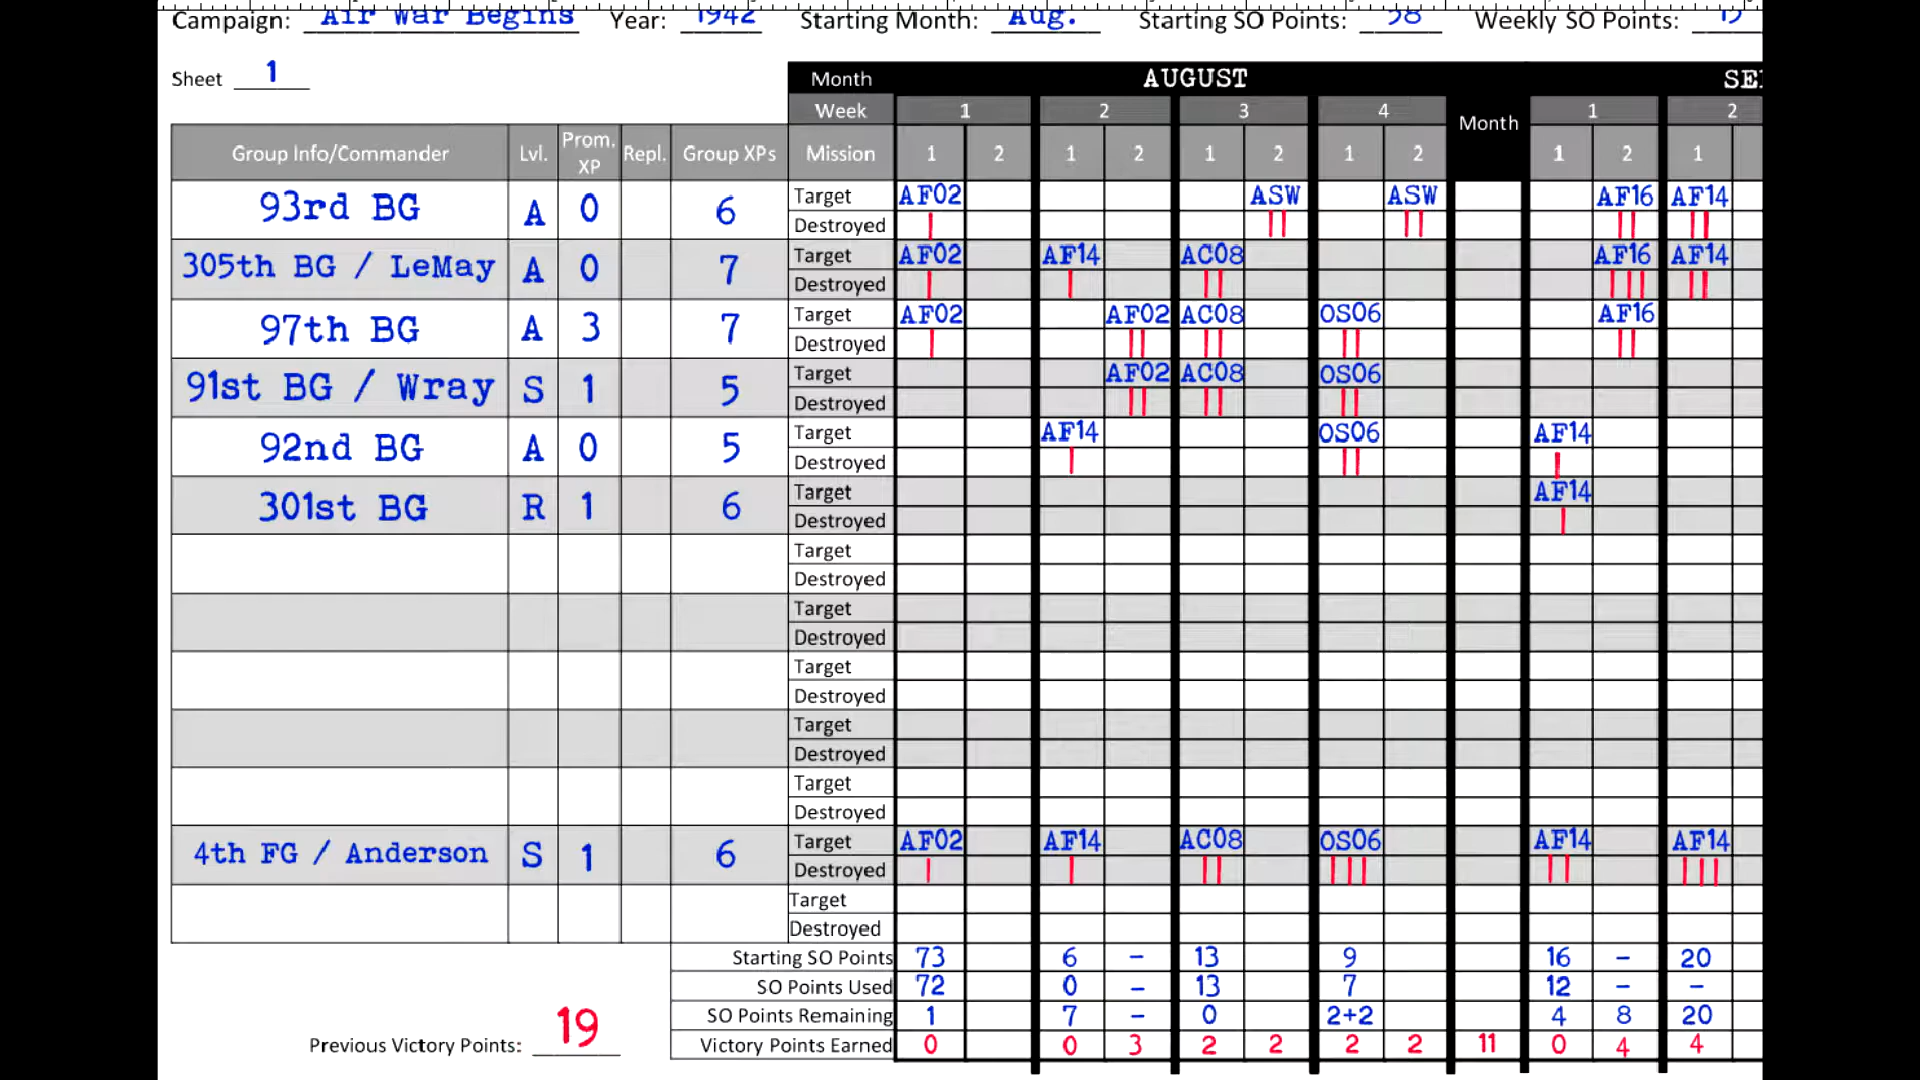 Campaign: Air War Begins Year: 1942 Starting Month: Aug. Starting SO Points: 58 Weekly SO Points: 15
Sheet 1
Month AUGUST
Week 1 2 3 4 Month 1 2
Group Info/Commander Lvl. Prom. XP Repl. Group XPs Mission 1 2 1 2 1 2 1 2 1 2 1
93rd BG A 0 6 Target AF02 ASW ASW AF16 AF14
Destroyed | || || || ||
305th BG / LeMay A 0 7 Target AF02 AF14 AC08 AF16 AF14
Destroyed | | || ||| ||
97th BG A 3 7 Target AF02 AF02 AC08 OS06 AF16
Destroyed | || || || ||
91st BG / Wray S 1 5 Target AF02 AC08 OS06
Destroyed || || ||
92nd BG A 0 5 Target AF14 OS06 AF14
Destroyed | || |
301st BG R 1 6 Target AF14
Destroyed |
Target
Destroyed
Target
Destroyed
Target
Destroyed
Target
Destroyed
Target
Destroyed
4th FG / Anderson S 1 6 Target AF02 AF14 AC08 OS06 AF14 AF14
Destroyed | | || ||| || |||
Target
Destroyed
Starting SO Points 73 6 – 13 9 16 – 20
SO Points Used 72 0 – 13 7 12 – –
SO Points Remaining 1 7 – 0 2+2 4 8 20
Previous Victory Points: 19 Victory Points Earned 0 0 3 2 2 2 2 11 0 4 4